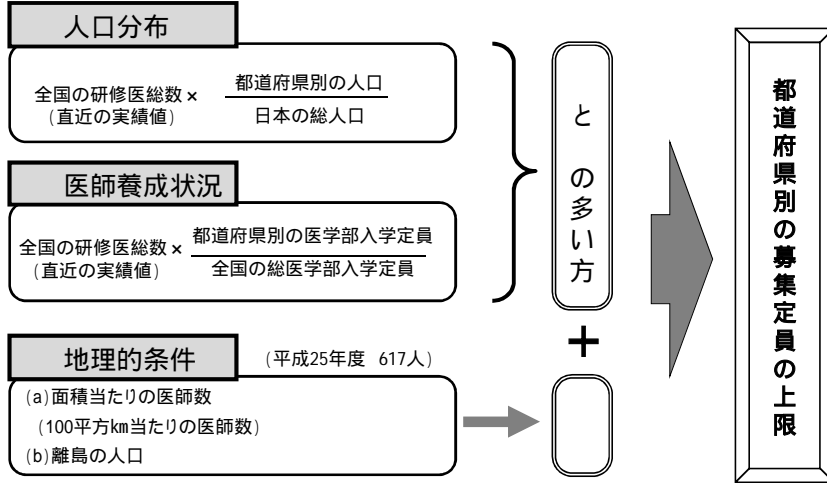 人口分布
全国の研修医総数×
(直近の実績値)
都道府県別の人口
日本の総人口
医師養成状況
全国の研修医総数×
(直近の実績値)
都道府県別の医学部入学定員
全国の総医学部入学定員
地理的条件
(平成25年度 617人)
(a)面積当たりの医師数
(100平方km当たりの医師数)
(b)離島の人口
と の多い方
+
都道府県別の募集定員の上限